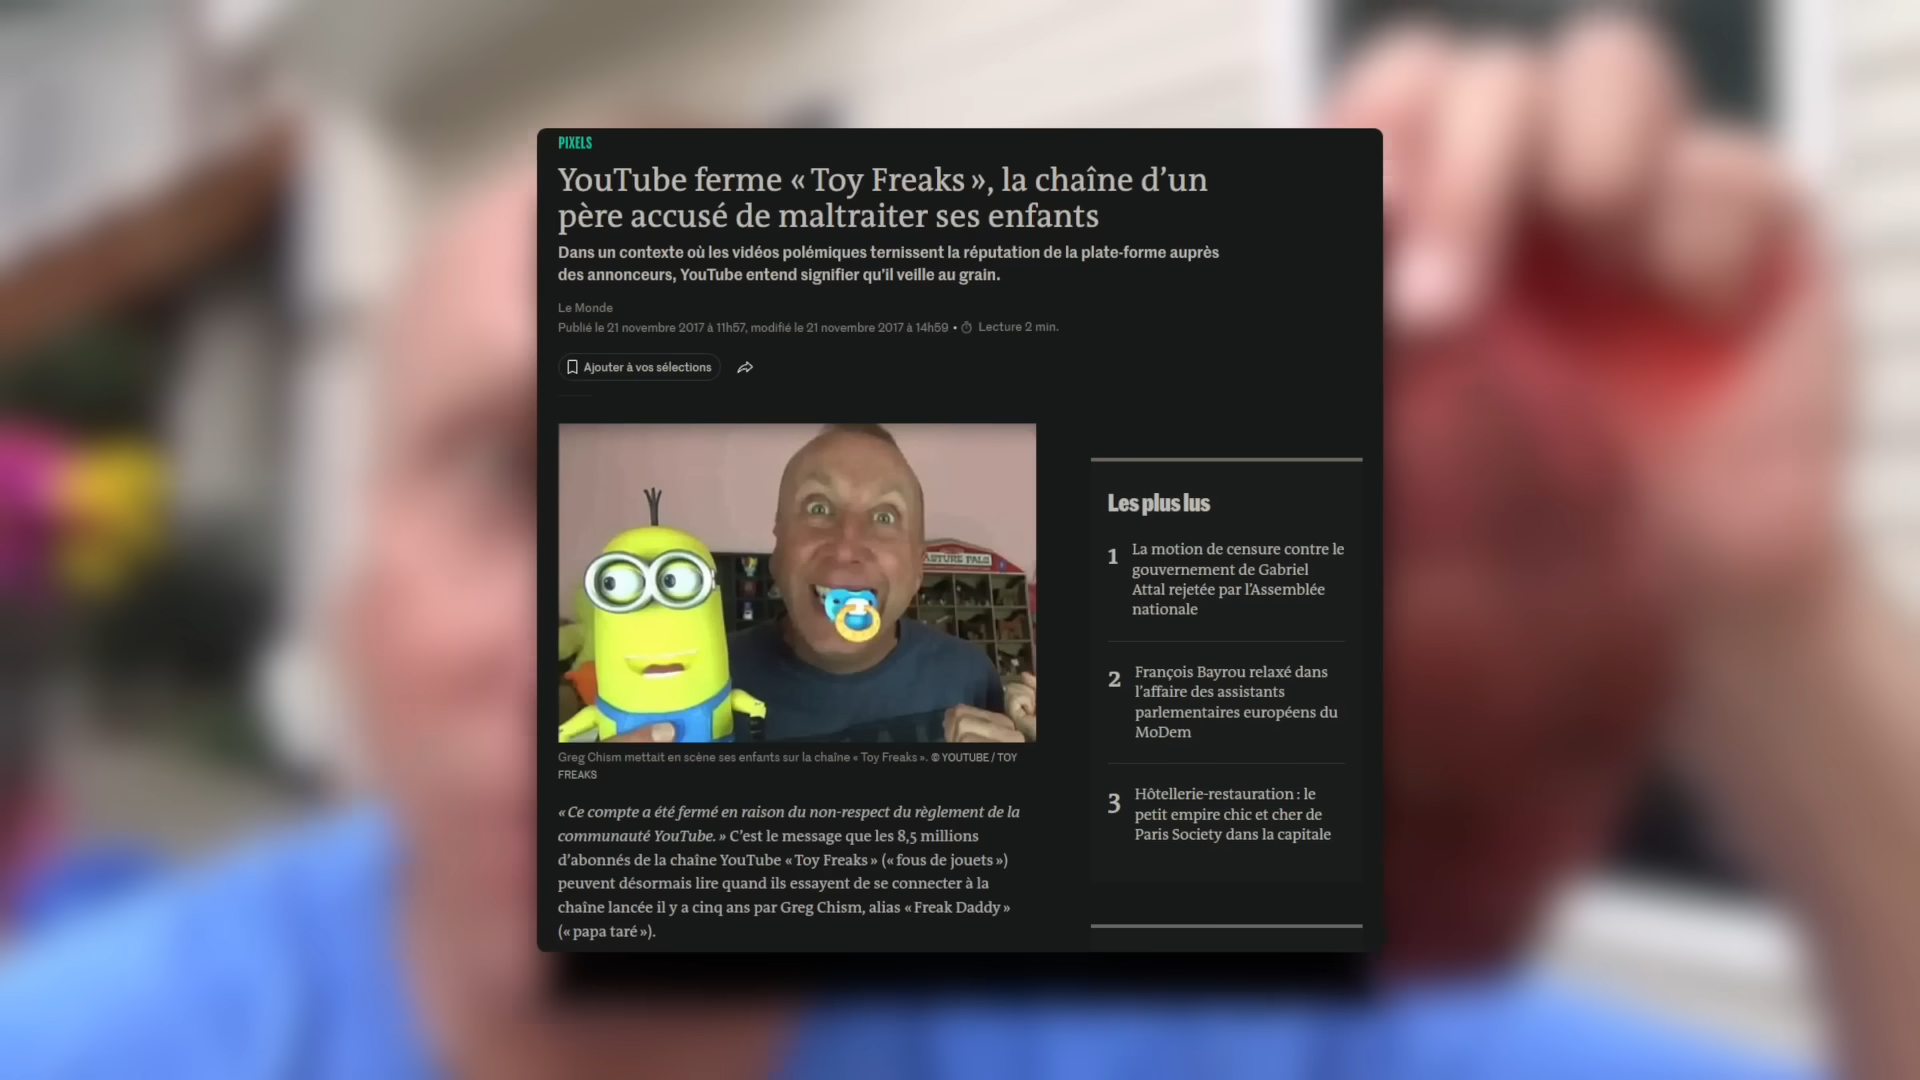 PIXELS
YouTube ferme « Toy Freaks », la chaîne d’un
père accusé de maltraiter ses enfants
Dans un contexte où les vidéos polémiques ternissent la réputation de la plate-forme auprès
des annonceurs, YouTube entend signifier qu’il veille au grain.
Le Monde
Publié le 21 novembre 2017 à 11h57, modifié le 21 novembre 2017 à 14h59 • Lecture 2 min.
Ajouter à vos sélections
Greg Chism mettait en scène ses enfants sur la chaîne « Toy Freaks ». © YOUTUBE / TOY
FREAKS
« Ce compte a été fermé en raison du non-respect du règlement de la
communauté YouTube. » C’est le message que les 8,5 millions
d’abonnés de la chaîne YouTube « Toy Freaks » (« fous de jouets »)
peuvent désormais lire quand ils essayent de se connecter à la
chaîne lancée il y a cinq ans par Greg Chism, alias « Freak Daddy »
(« papa taré »).
Les plus lus
1 La motion de censure contre le
gouvernement de Gabriel
Attal rejetée par l’Assemblée
nationale
2 François Bayrou relaxé dans
l’affaire des assistants
parlementaires européens du
MoDem
3 Hôtellerie-restauration : le
petit empire chic et cher de
Paris Society dans la capitale